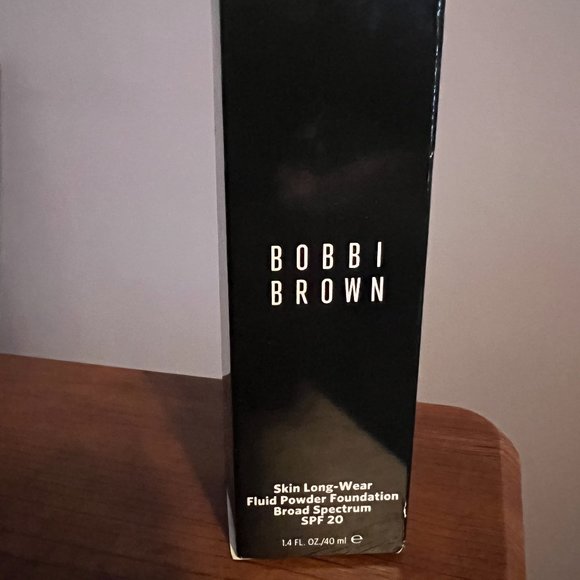 BOBBI
BROWN
Skin Long-Wear
Fluid Powder Foundation
Broad Spectrum
SPF 20
1.4 FL. OZ./40 ml ℮